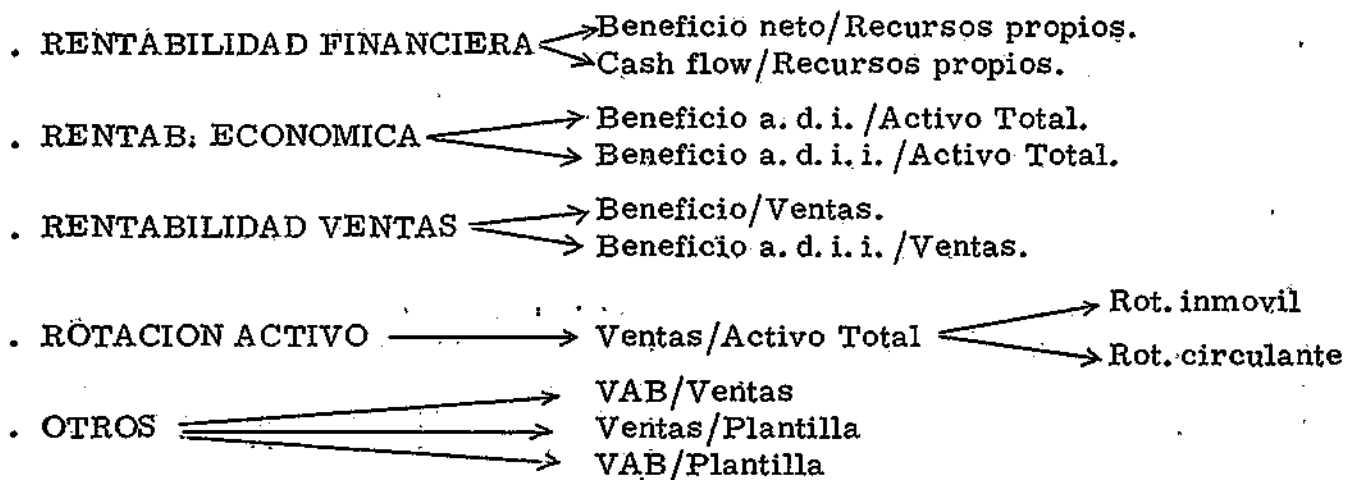 . RENTABILIDAD FINANCIERA Beneficio neto/Recursos propios.
Cash flow/Recursos propios.
. RENTAB. ECONOMICA Beneficio a. d. i. /Activo Total.
Beneficio a. d. i. i. /Activo Total.
. RENTABILIDAD VENTAS Beneficio/Ventas.
Beneficio a. d. i. i. /Ventas.
. ROTACION ACTIVO Ventas/Activo Total Rot. inmovil
Rot. circulante
. OTROS VAB/Ventas
Ventas/Plantilla
VAB/Plantilla